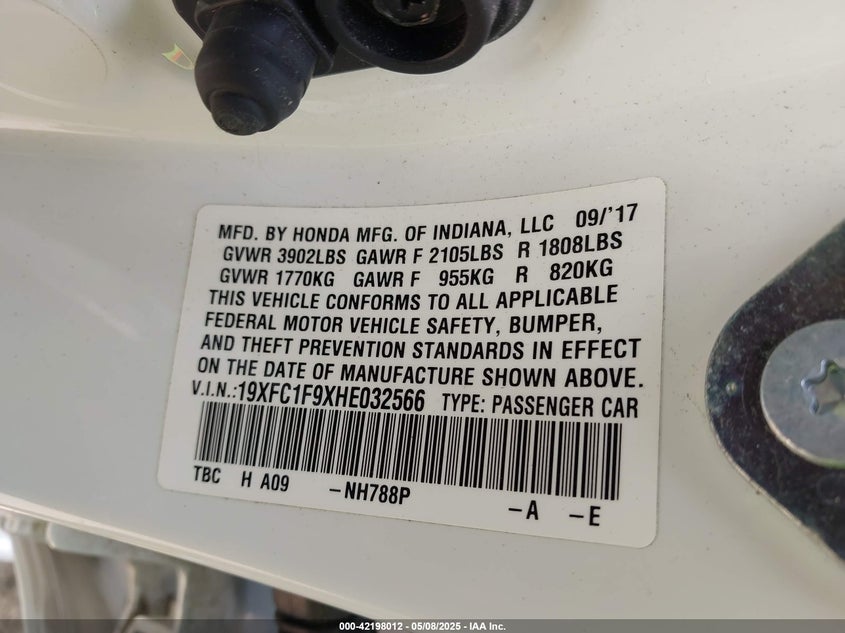 MFD. BY HONDA MFG. OF INDIANA, LLC 09/'17
GVWR 3902LBS GAWR F 2105LBS R 1808LBS
GVWR 1770KG GAWR F 955KG R 820KG
THIS VEHICLE CONFORMS TO ALL APPLICABLE
FEDERAL MOTOR VEHICLE SAFETY, BUMPER,
AND THEFT PREVENTION STANDARDS IN EFFECT
ON THE DATE OF MANUFACTURE SHOWN ABOVE.
V.I.N.:19XFC1F9XHE032566 TYPE: PASSENGER CAR
TBC H A09 -NH788P -A -E
000-42198012 - 05/08/2025 - IAA Inc.